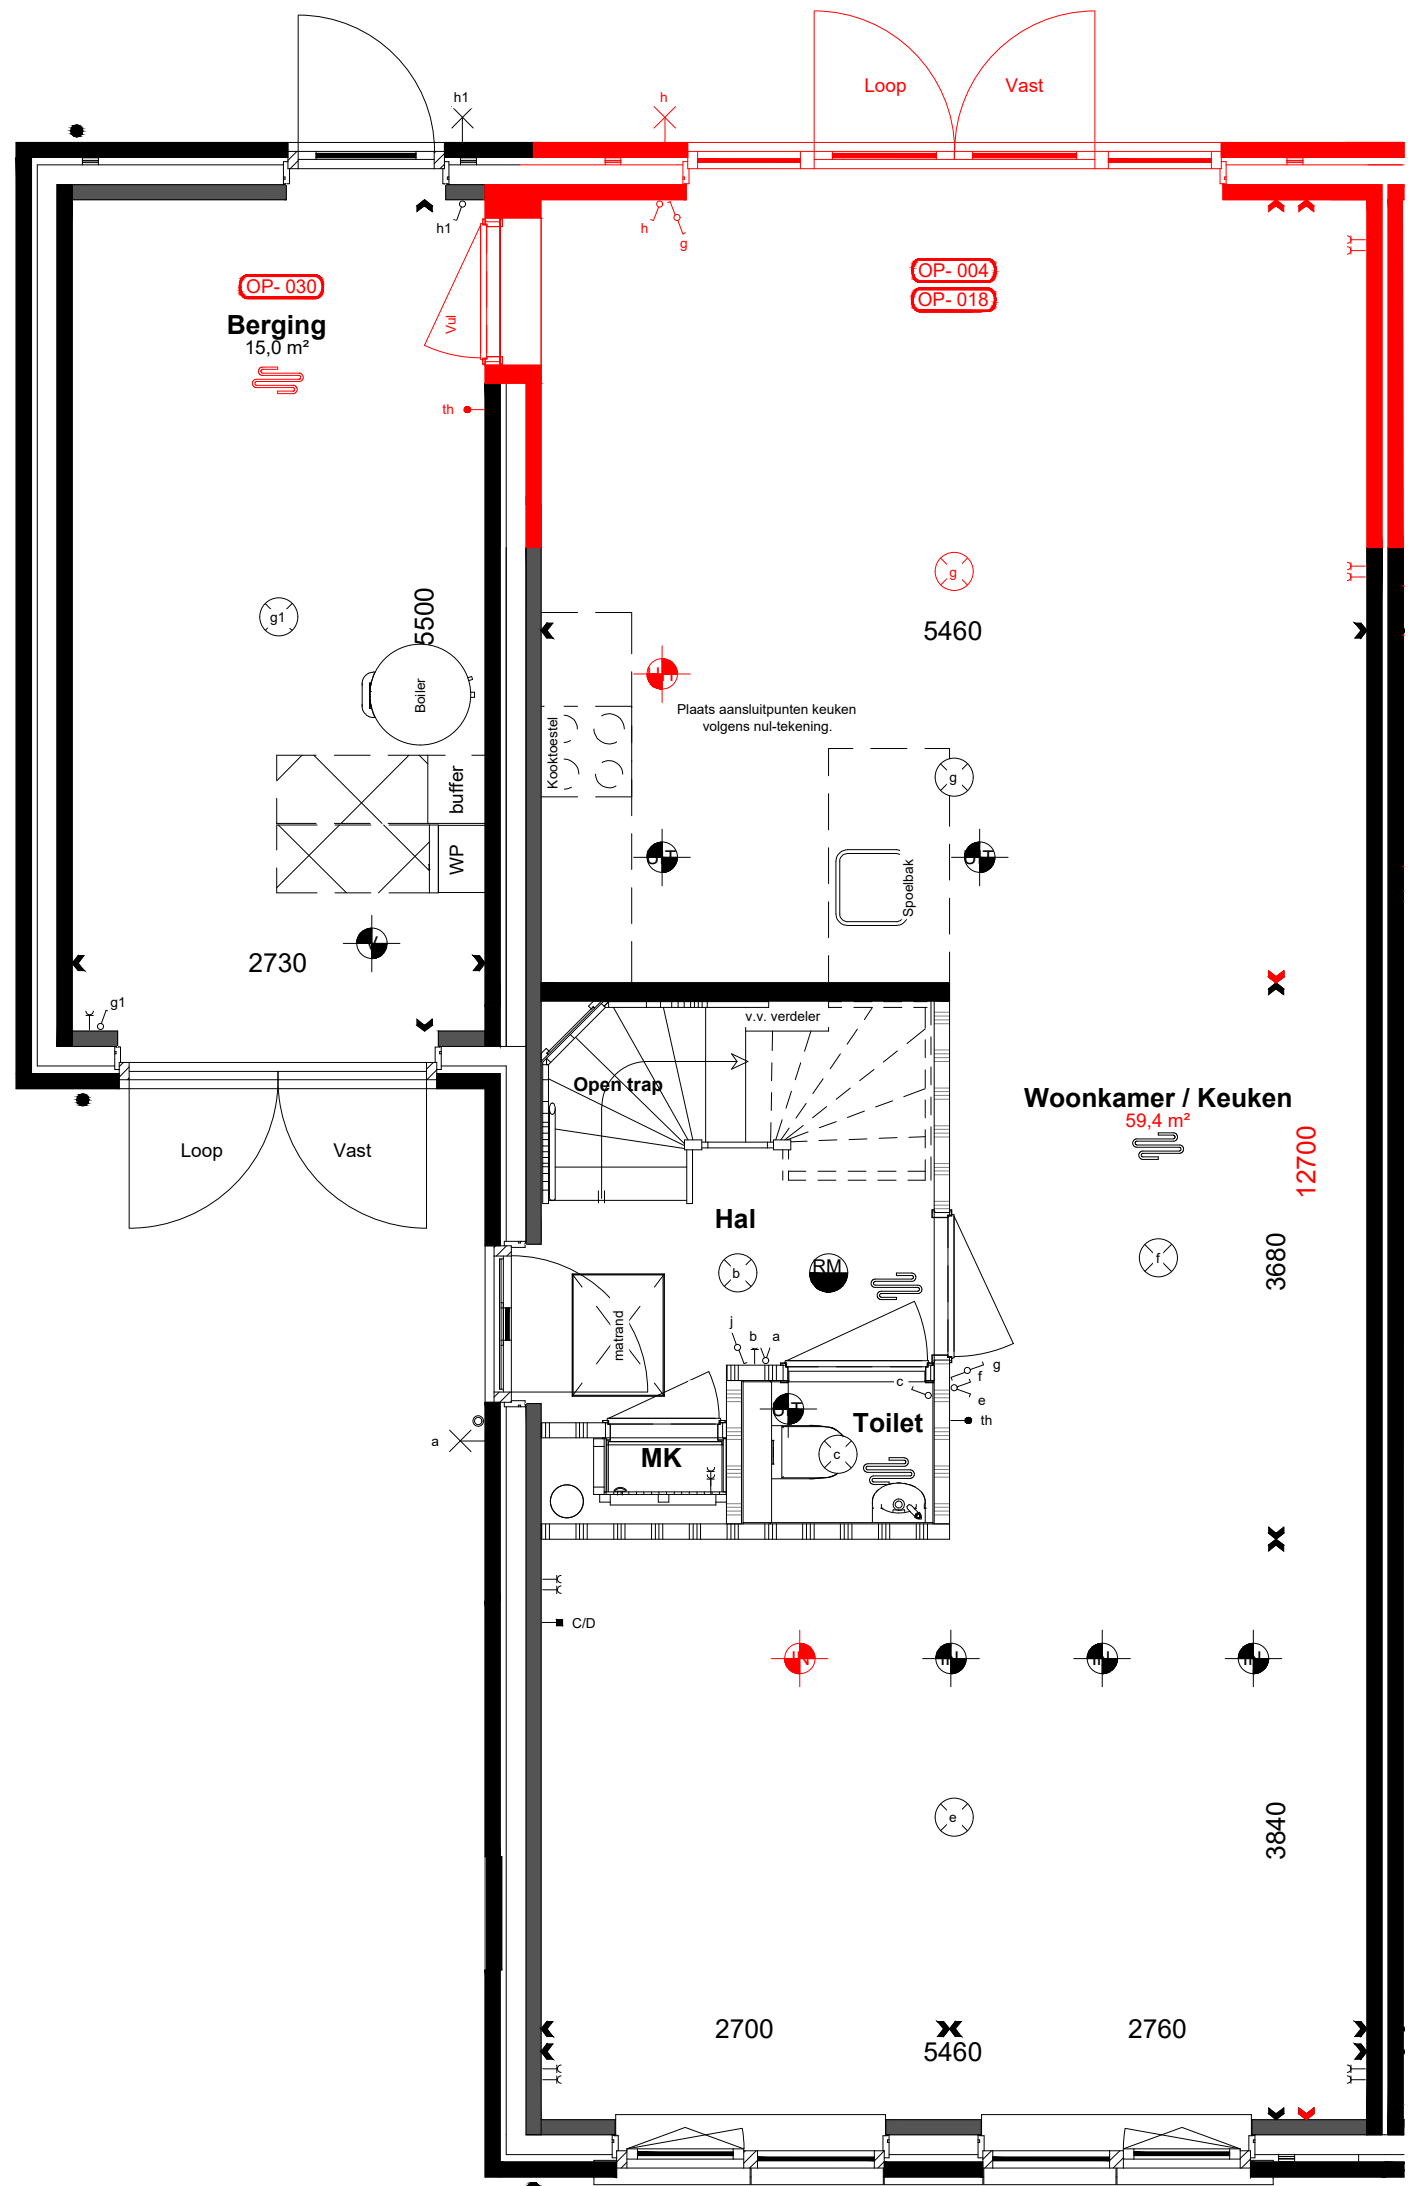 Loop
Vast
h1
h
h1
h
g
OP- 030
OP- 004
OP- 018
Berging
15,0 m²
Vul
th
g
g1
5500
5460
Boiler
Plaats aansluitpunten keuken
volgens nul-tekening.
Kooktoestel
g
buffer
WP
Spoelbak
V
2730
g1
v.v. verdeler
Open trap
Woonkamer / Keuken
59,4 m²
12700
Loop
Vast
Hal
b
RM
f
3680
matrand
j
b
a
g
f
c
e
th
Toilet
a
MK
c
C/D
e
3840
2700
2760
5460